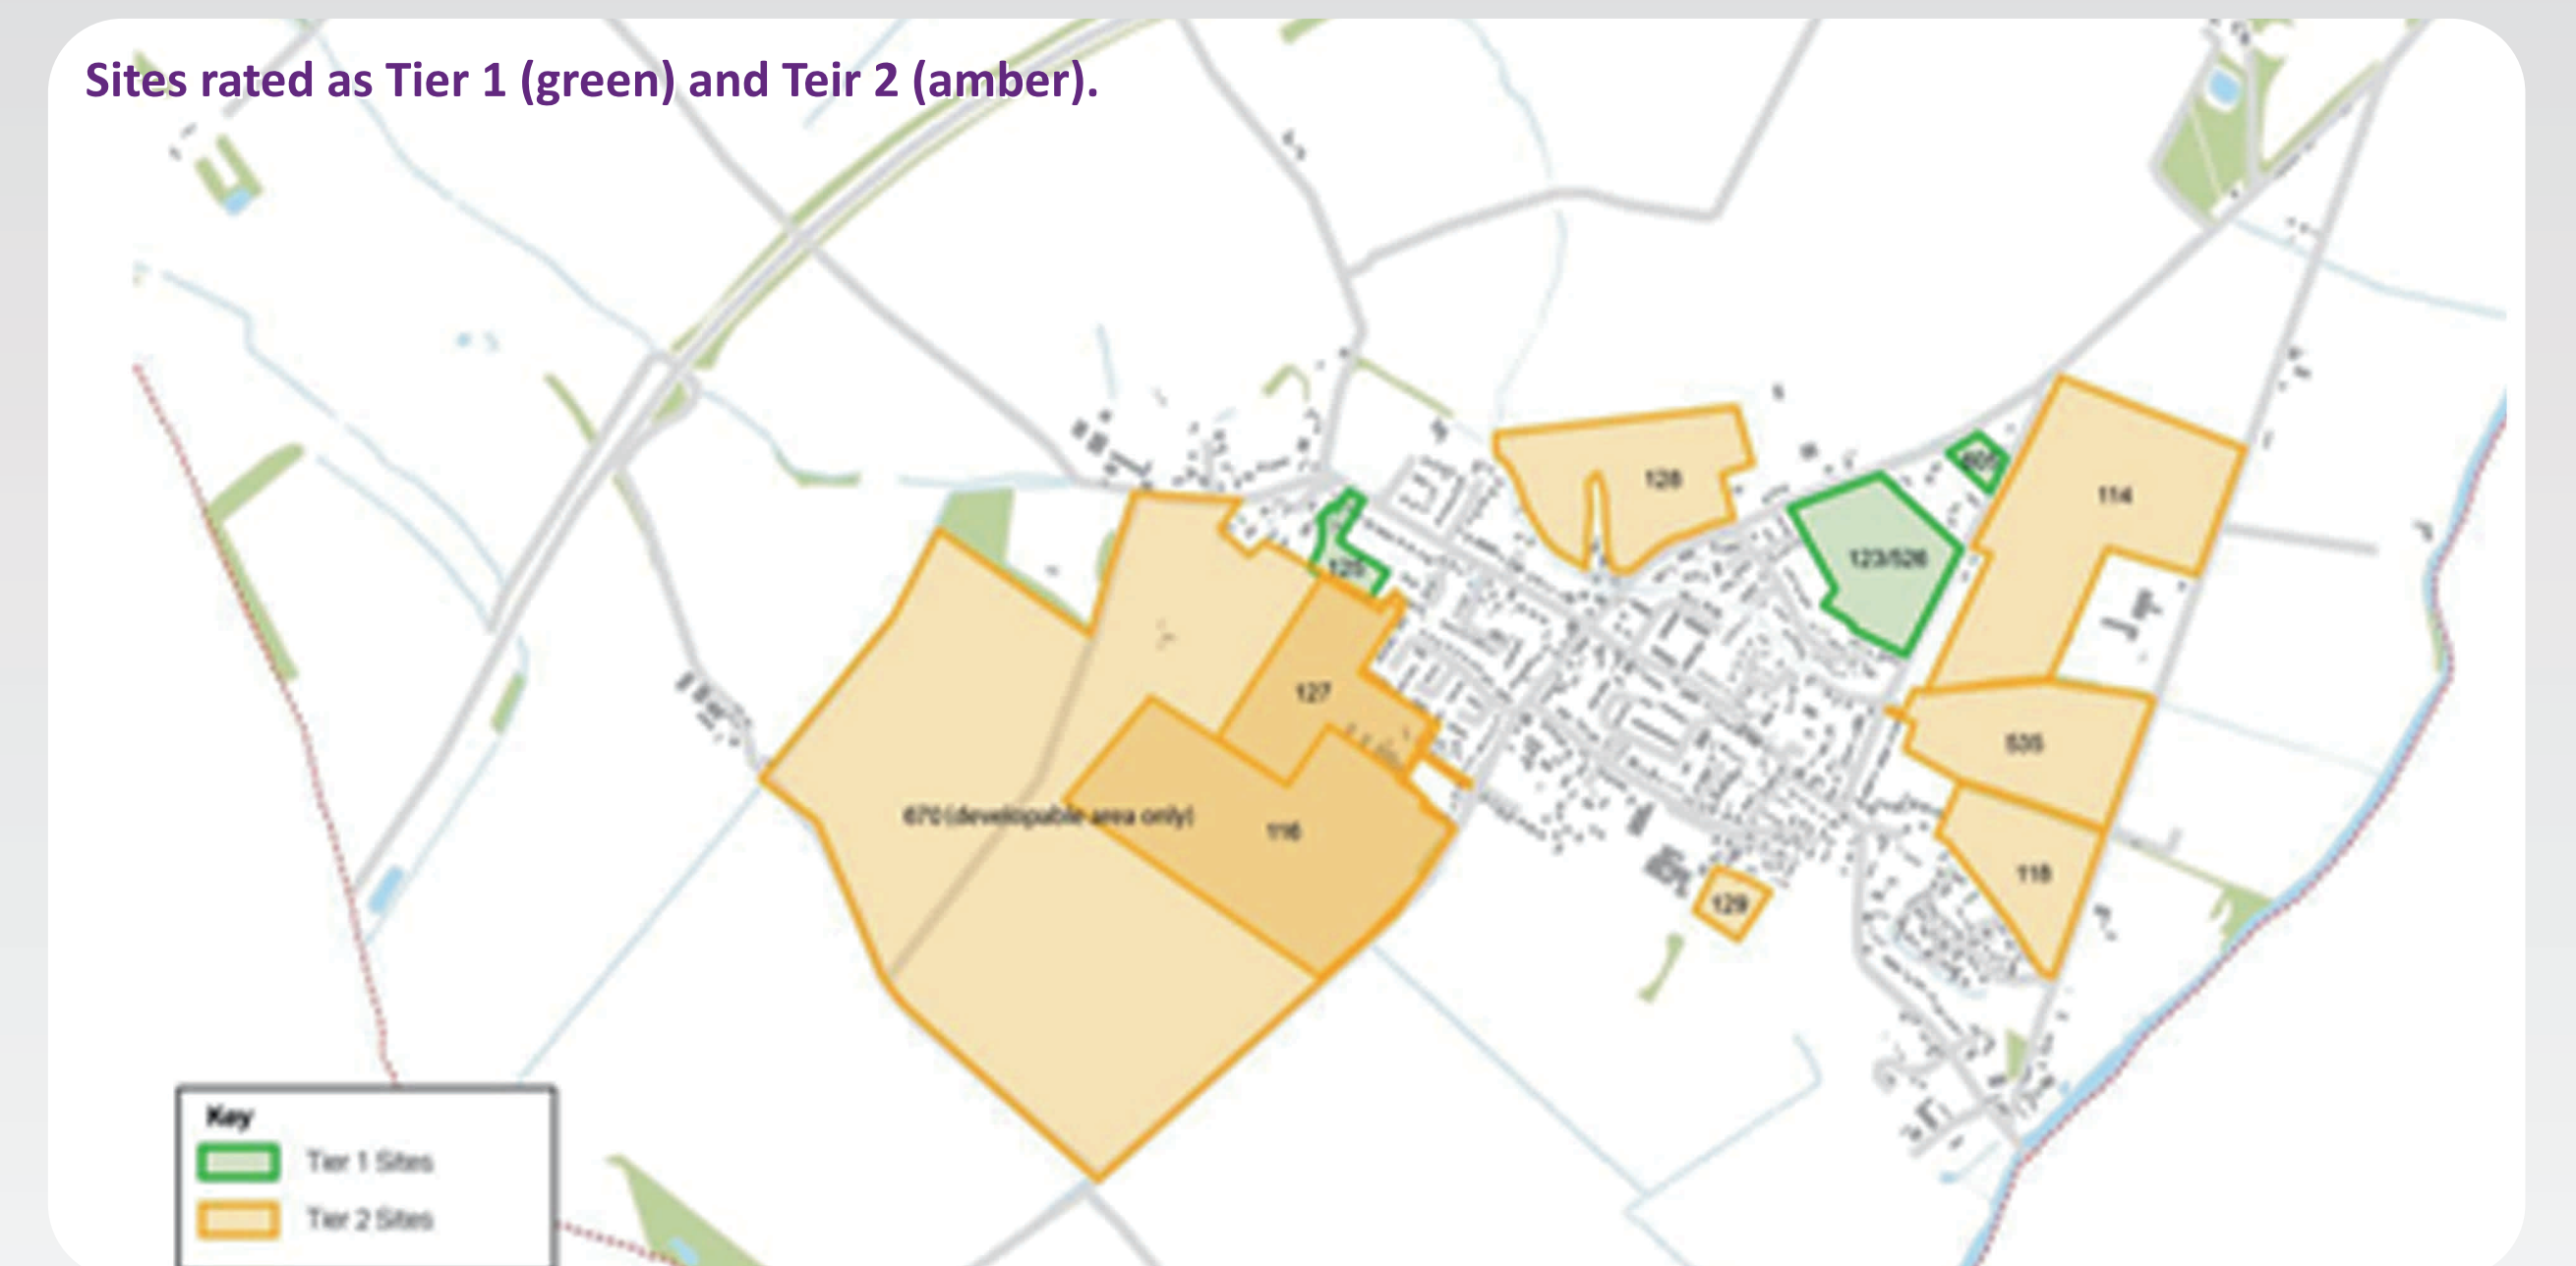 Sites rated as Tier 1 (green) and Teir 2 (amber).
128
114
125
123/526
127
535
670 (developable area only)
116
118
129
Key
Tier 1 Sites
Tier 2 Sites